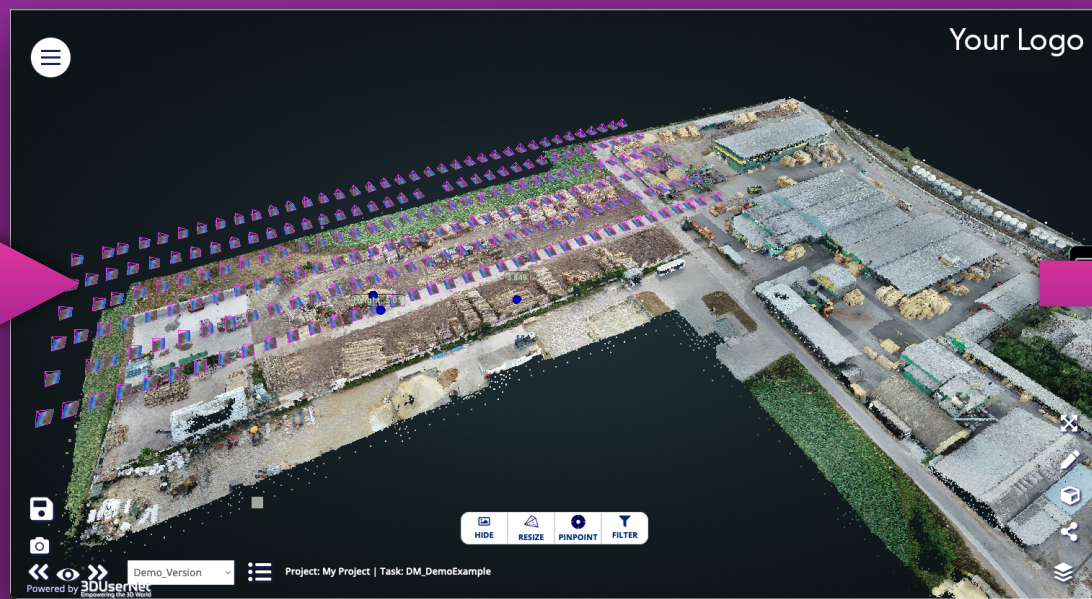 Your Logo
HIDE
RESIZE
PINPOINT
FILTER
Demo_Version
Project: My Project | Task: DM_DemoExample
Powered by 3DUserNet
Empowering the 3D World